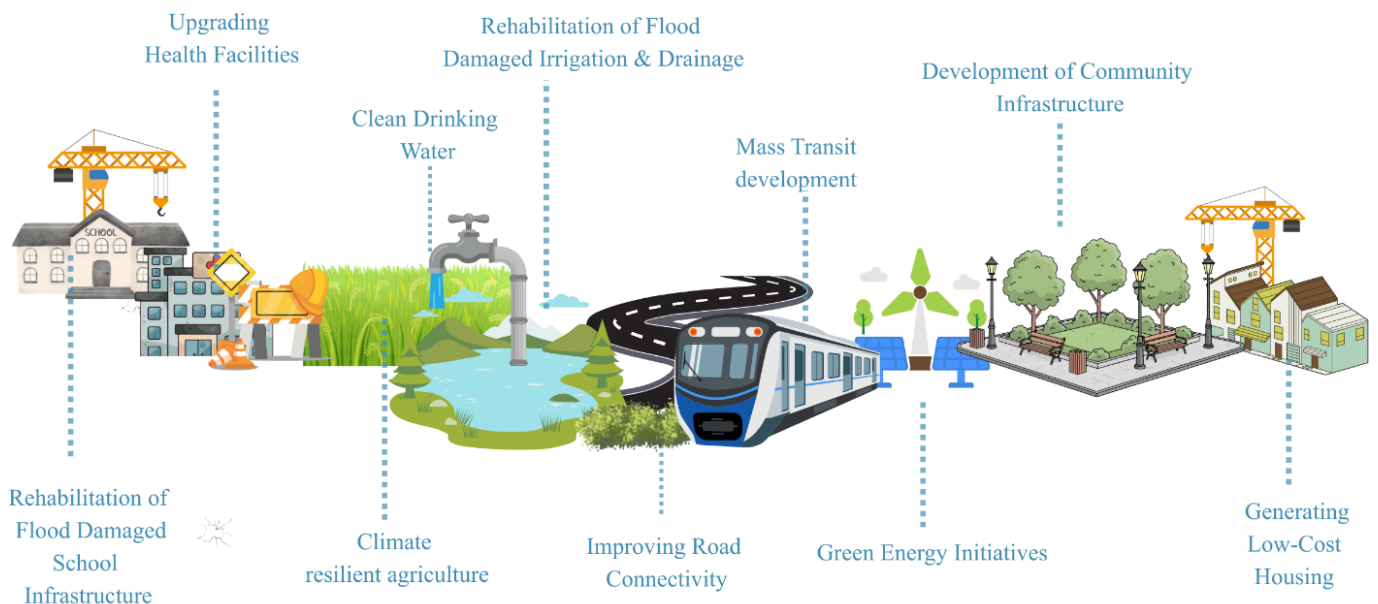 Upgrading
Health Facilities
Rehabilitation of Flood
Damaged Irrigation & Drainage
Development of Community
Infrastructure
Clean Drinking
Water
Mass Transit
development
SCHOOL
Rehabilitation of
Flood Damaged
School
Infrastructure
Climate
resilient agriculture
Improving Road
Connectivity
Green Energy Initiatives
Generating
Low-Cost
Housing